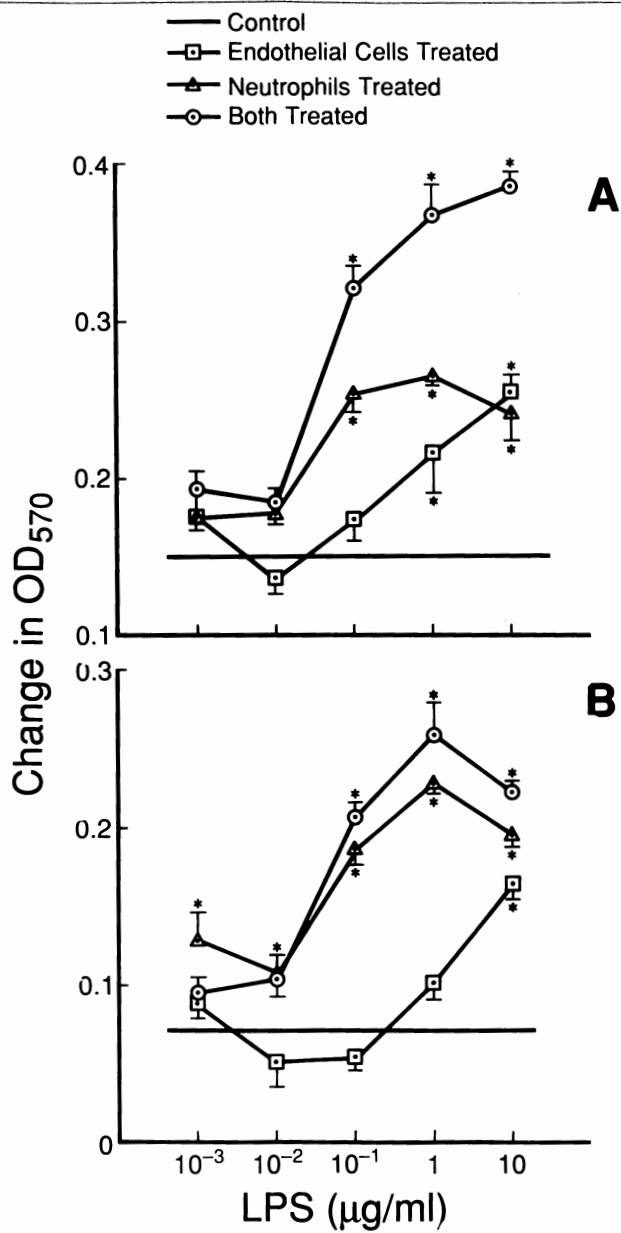 Control
Endothelial Cells Treated
Neutrophils Treated
Both Treated
A
0.4
0.3
0.2
0.1
Change in OD570
B
0.3
0.2
0.1
0
10−3 10−2 10−1 1 10
LPS (µg/ml)